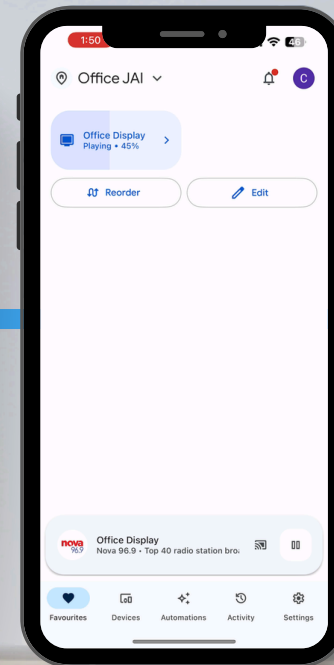 1:50
46
Office JAI
C
Office Display
Playing • 45%
Reorder
Edit
nova
96.9
Office Display
Nova 96.9 • Top 40 radio station broa
Favourites
Devices
Automations
Activity
Settings